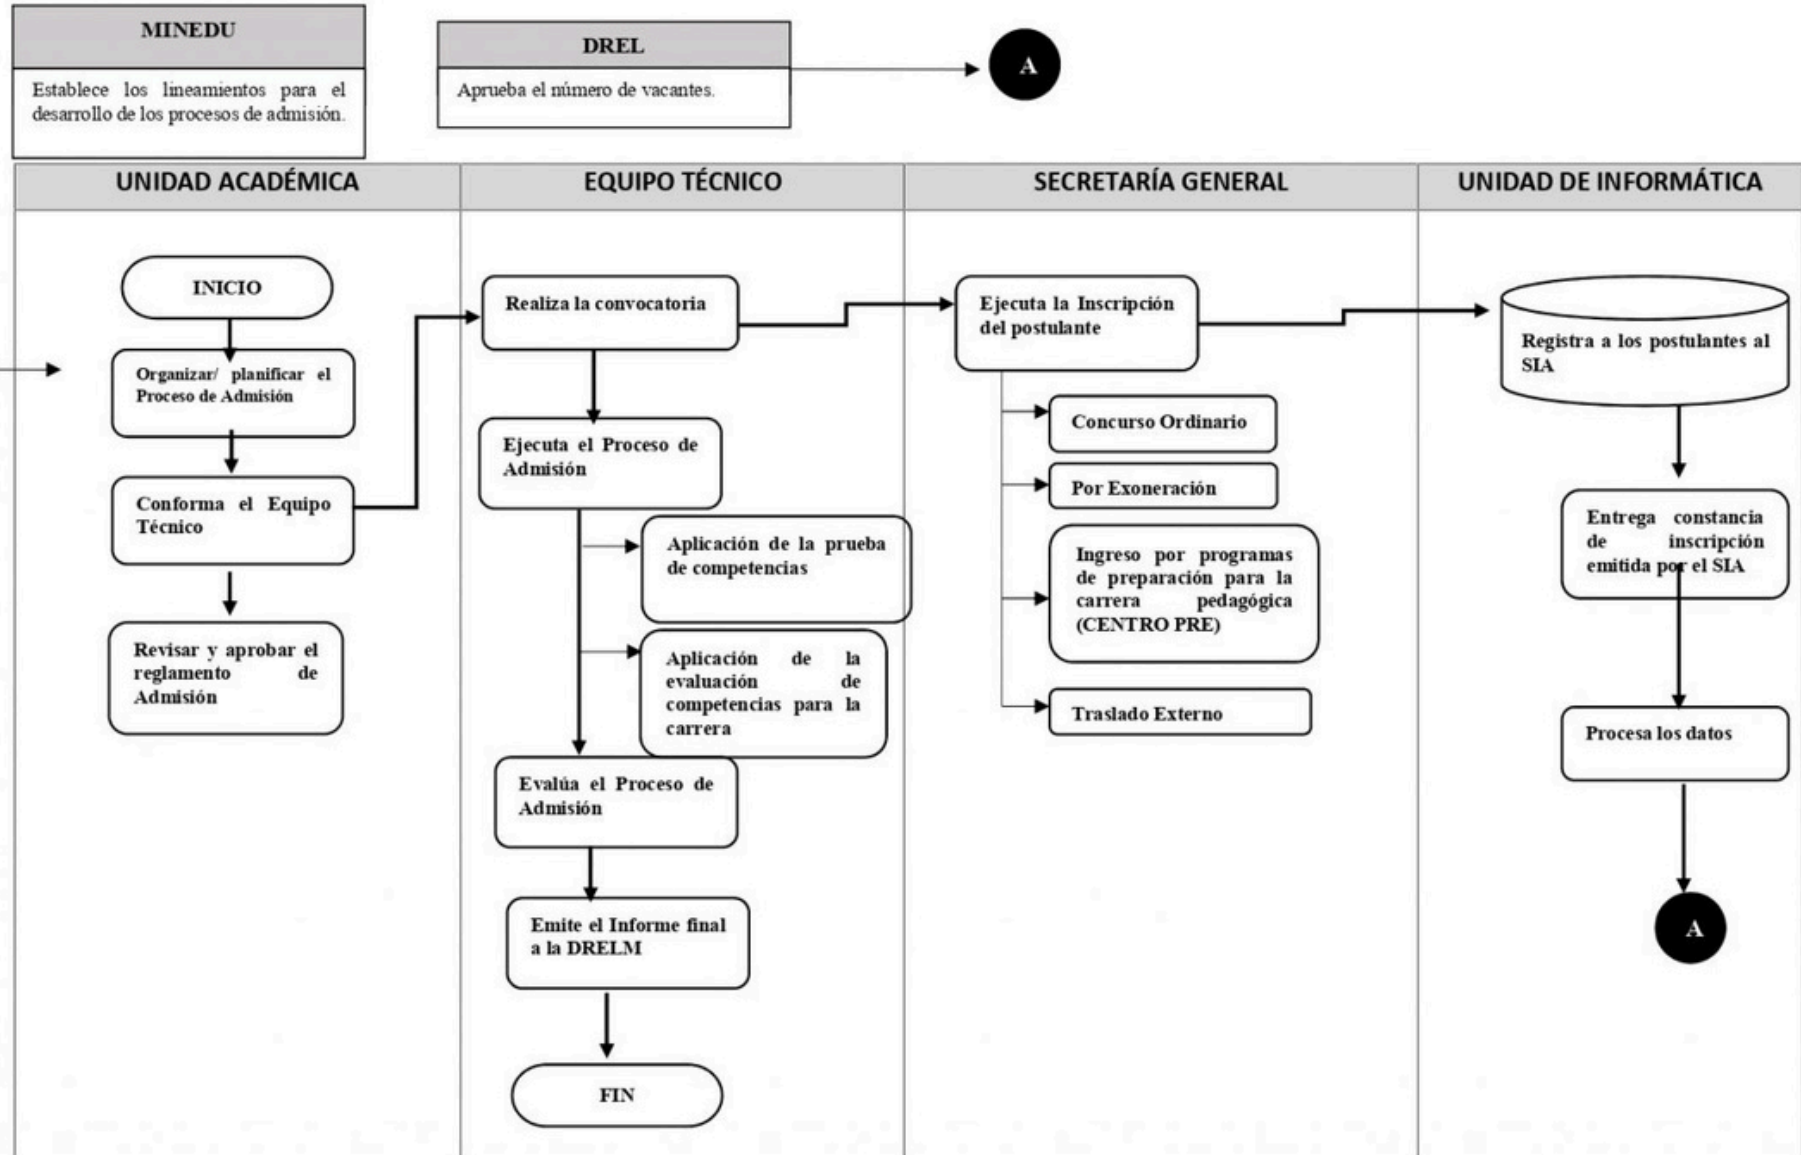 MINEDU
Establece los lineamientos para el
desarrollo de los procesos de admisión.
DREL
Aprueba el número de vacantes.
A
UNIDAD ACADÉMICA
EQUIPO TÉCNICO
SECRETARÍA GENERAL
UNIDAD DE INFORMÁTICA
INICIO
Organizar/ planificar el
Proceso de Admisión
Conforma el Equipo
Técnico
Revisar y aprobar el
reglamento de
Admisión
Realiza la convocatoria
Ejecuta el Proceso de
Admisión
Aplicación de la prueba
de competencias
Aplicación de la
evaluación de
competencias para la
carrera
Evalúa el Proceso de
Admisión
Emite el Informe final
a la DRELM
FIN
Ejecuta la Inscripción
del postulante
Concurso Ordinario
Por Exoneración
Ingreso por programas
de preparación para la
carrera pedagógica
(CENTRO PRE)
Traslado Externo
Registra a los postulantes al
SIA
Entrega constancia
de inscripción
emitida por el SIA
Procesa los datos
A